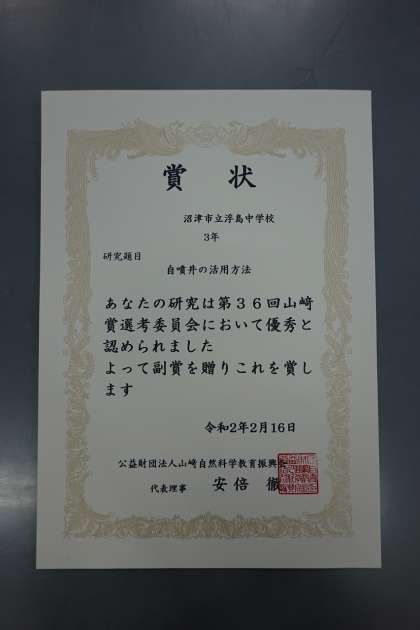 賞 状
沼津市立浮島中学校
3年
研究題目
自噴井の活用方法
あなたの研究は第36回山﨑
賞選考委員会において優秀と
認められました
よって副賞を贈りこれを賞し
ます
令和2年2月16日
公益財団法人山﨑自然科学教育振興会
代表理事 安倍 徹